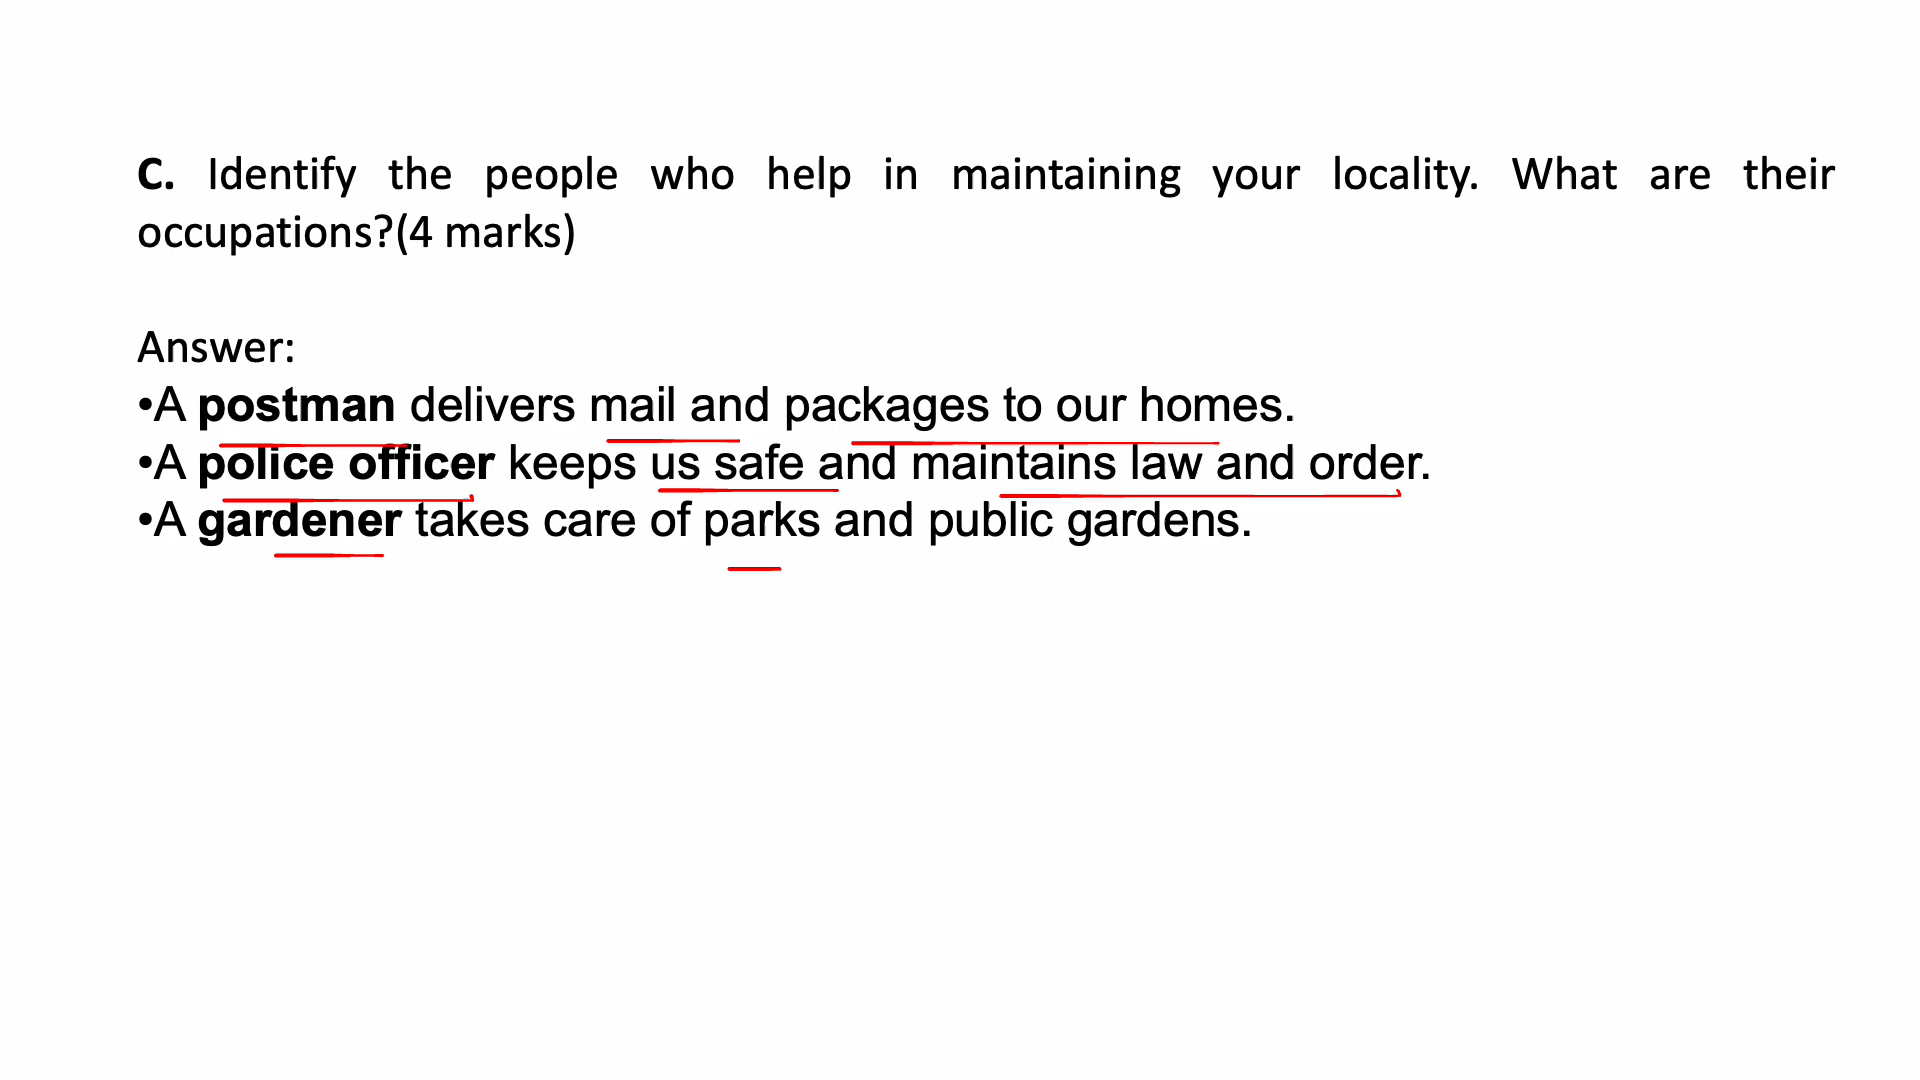 C. Identify the people who help in maintaining your locality. What are their
occupations?(4 marks)
Answer:
•A postman delivers mail and packages to our homes.
•A police officer keeps us safe and maintains law and order.
•A gardener takes care of parks and public gardens.